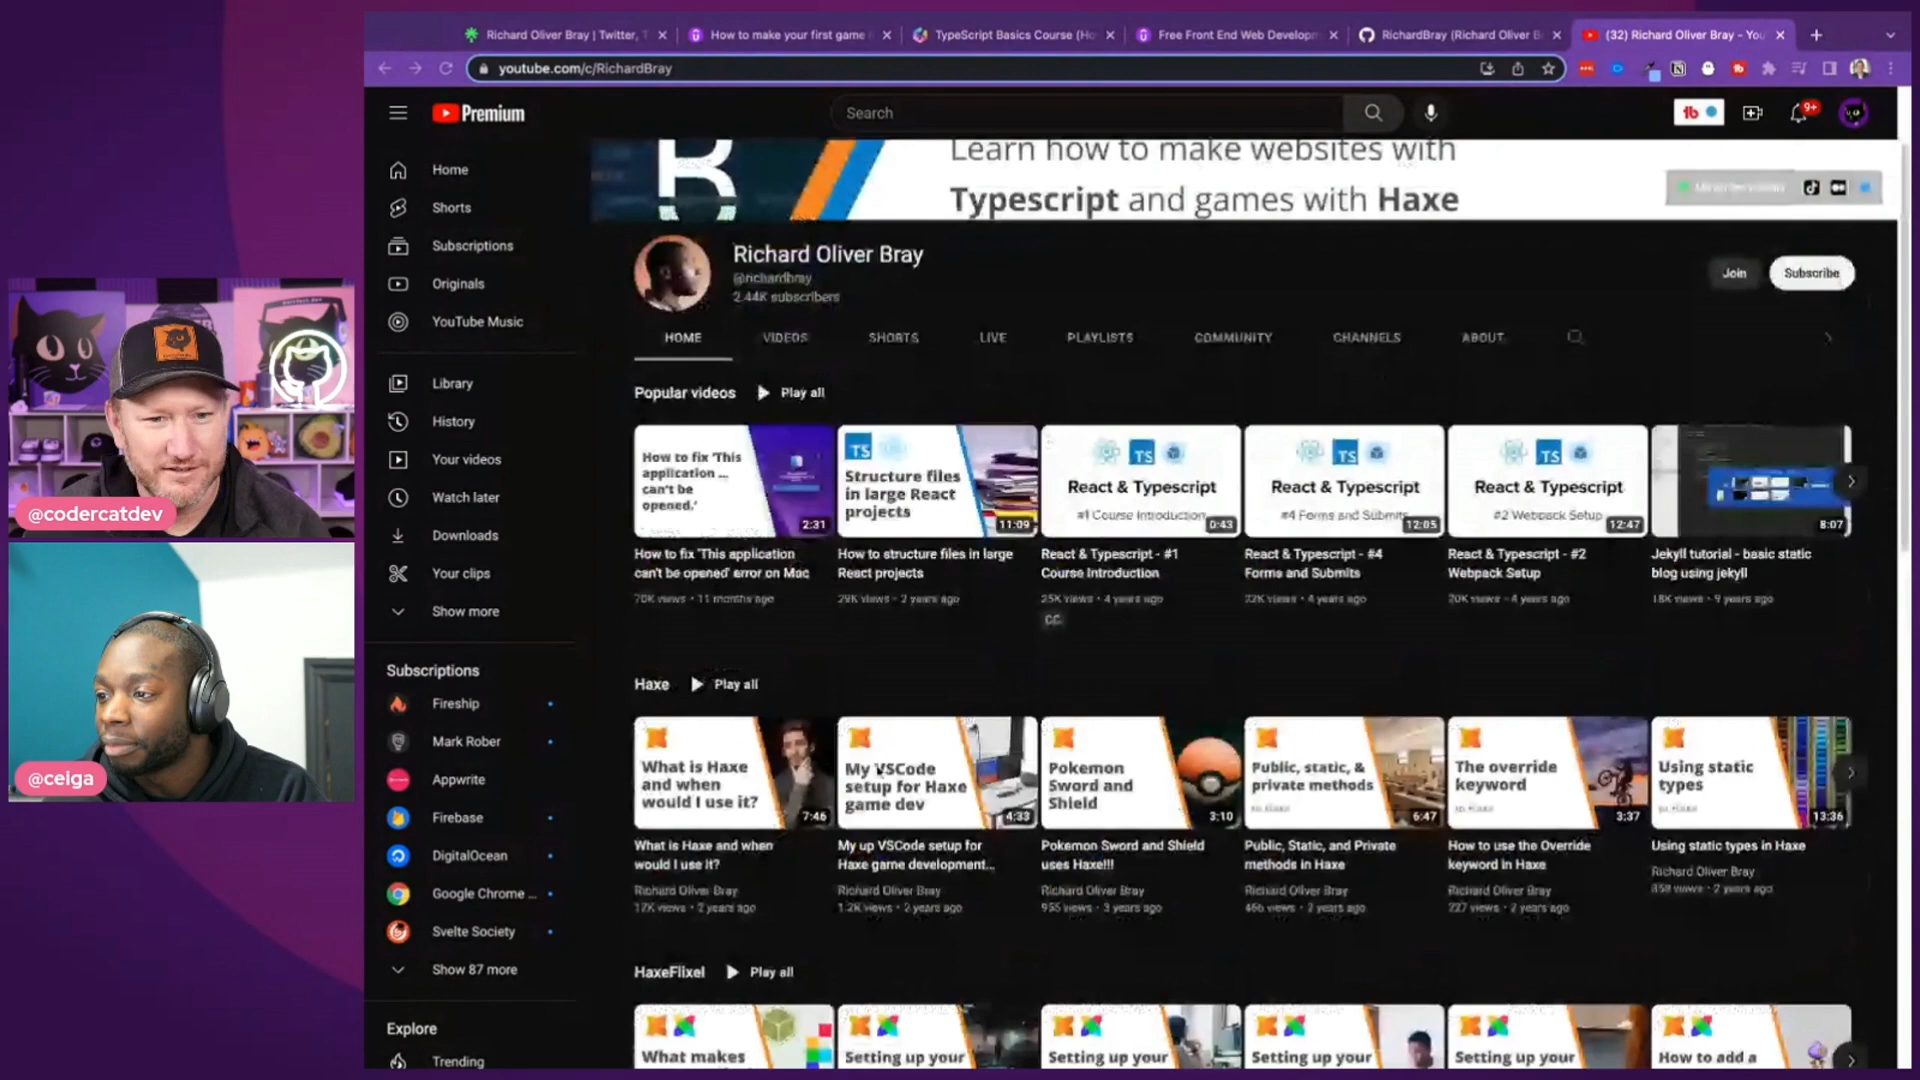 Richard Oliver Bray | Twitter, T
How to make your first game
TypeScript Basics Course (Ho
Free Front End Web Developm
RichardBray (Richard Oliver B
(32) Richard Oliver Bray - You
youtube.com/c/RichardBray
Premium
Search
9+
Home
Shorts
Subscriptions
Originals
YouTube Music
Library
History
Your videos
Watch later
Downloads
Your clips
Show more
Subscriptions
Fireship
Mark Rober
Appwrite
Firebase
DigitalOcean
Google Chrome ...
Svelte Society
Show 87 more
Explore
Trending
@codercatdev
@ceiga
Learn how to make websites with
Typescript and games with Haxe
Richard Oliver Bray
@richardbray
2.44K subscribers
Join
Subscribe
HOME
VIDEOS
SHORTS
LIVE
PLAYLISTS
COMMUNITY
CHANNELS
ABOUT
Popular videos
Play all
How to fix 'This
application ...
can't be
opened.'
2:31
How to fix 'This application
can't be opened' error on Mac
70K views • 11 months ago
TS
Structure files
in large React
projects
11:09
How to structure files in large
React projects
29K views • 2 years ago
TS
React & Typescript
#1 Course Introduction
0:43
React & Typescript - #1
Course Introduction
25K views • 4 years ago
CC
TS
React & Typescript
#4 Forms and Submits
12:05
React & Typescript - #4
Forms and Submits
22K views • 4 years ago
TS
React & Typescript
#2 Webpack Setup
12:47
React & Typescript - #2
Webpack Setup
20K views • 4 years ago
8:07
Jekyll tutorial - basic static
blog using jekyll
18K views • 9 years ago
Haxe
Play all
What is Haxe
and when
would I use it?
7:46
What is Haxe and when
would I use it?
Richard Oliver Bray
12K views • 2 years ago
My VSCode
setup for Haxe
game dev
4:33
My up VSCode setup for
Haxe game development...
Richard Oliver Bray
1.2K views • 2 years ago
Pokemon
Sword and
Shield
3:10
Pokemon Sword and Shield
uses Haxe!!!
Richard Oliver Bray
955 views • 3 years ago
Public, static, &
private methods
in Haxe
6:47
Public, Static, and Private
methods in Haxe
Richard Oliver Bray
views • 2 years ago
The override
keyword
in Haxe
3:37
How to use the Override
keyword in Haxe
Richard Oliver Bray
227 views • 2 years ago
Using static
types
in Haxe
13:36
Using static types in Haxe
Richard Oliver Bray
views • 2 years ago
HaxeFlixel
Play all
What makes
Setting up your
Setting up your
Setting up your
Setting up your
How to add a